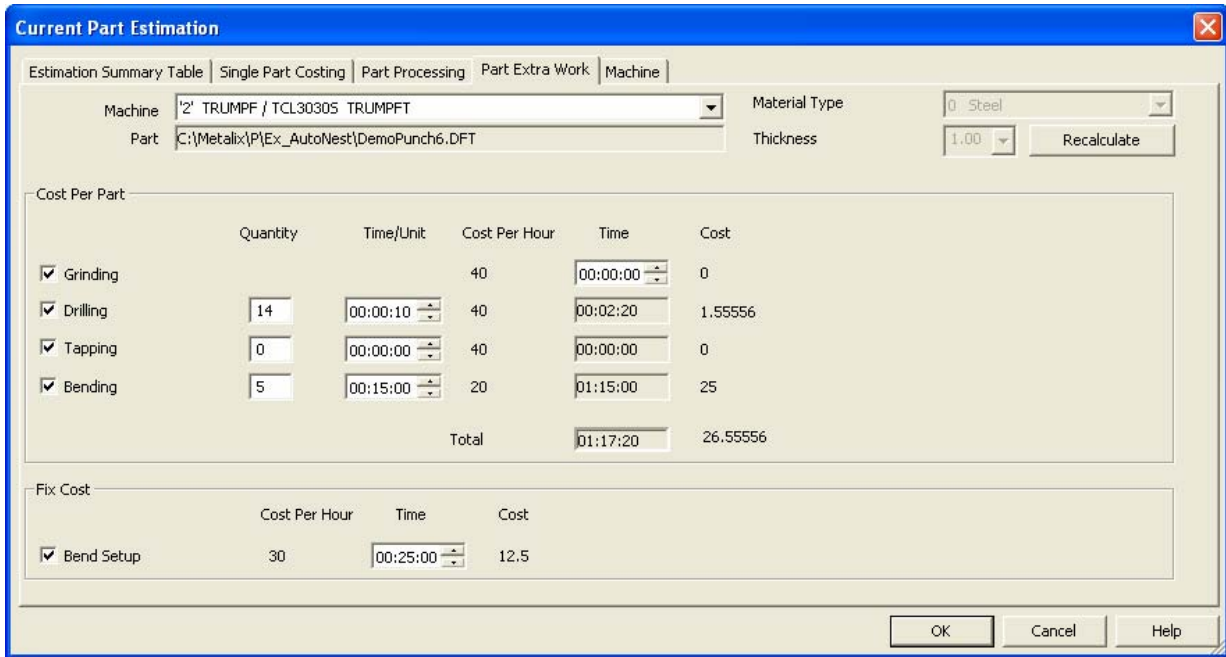 Current Part Estimation
Estimation Summary Table Single Part Costing Part Processing Part Extra Work Machine
Machine '2' TRUMPF / TCL3030S TRUMPFT Material Type 0 Steel
Part C:\Metalix\P\Ex_AutoNest\DemoPunch6.DFT Thickness 1.00 Recalculate
Cost Per Part
Quantity Time/Unit Cost Per Hour Time Cost
Grinding 40 00:00:00 0
Drilling 14 00:00:10 40 00:02:20 1.55556
Tapping 0 00:00:00 40 00:00:00 0
Bending 5 00:15:00 20 01:15:00 25
Total 01:17:20 26.55556
Fix Cost
Cost Per Hour Time Cost
Bend Setup 30 00:25:00 12.5
OK Cancel Help